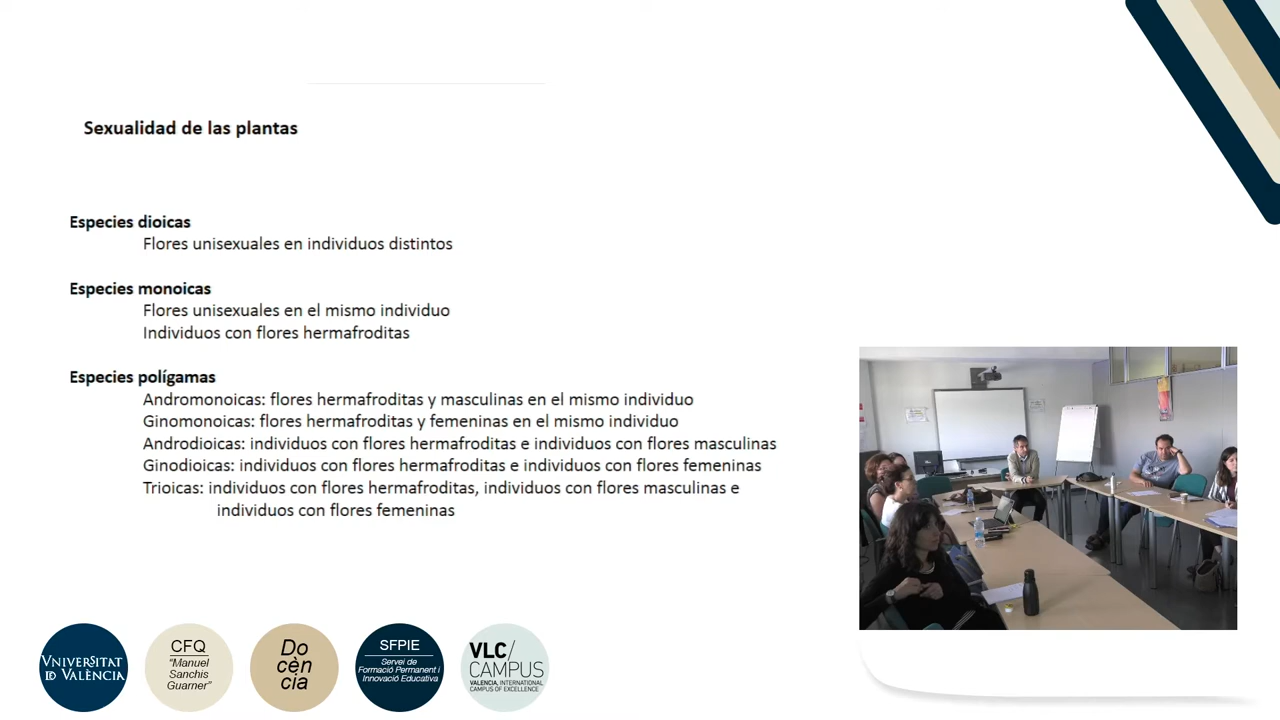 Sexualidad de las plantas
Especies dioicas
Flores unisexuales en individuos distintos
Especies monoicas
Flores unisexuales en el mismo individuo
Individuos con flores hermafroditas
Especies polígamas
Andromonoicas: flores hermafroditas y masculinas en el mismo individuo
Ginomonoicas: flores hermafroditas y femeninas en el mismo individuo
Androdioicas: individuos con flores hermafroditas e individuos con flores masculinas
Ginodioicas: individuos con flores hermafroditas e individuos con flores femeninas
Trioicas: individuos con flores hermafroditas, individuos con flores masculinas e
individuos con flores femeninas
VNIVERSITAT
ID VALÈNCIA
CFQ
“Manuel
Sanchis
Guarner”
Do
cèn
cia
SFPIE
Servei de
Formació Permanent i
Innovació Educativa
VLC/
CAMPUS
VALENCIA, INTERNATIONAL
CAMPUS OF EXCELLENCE